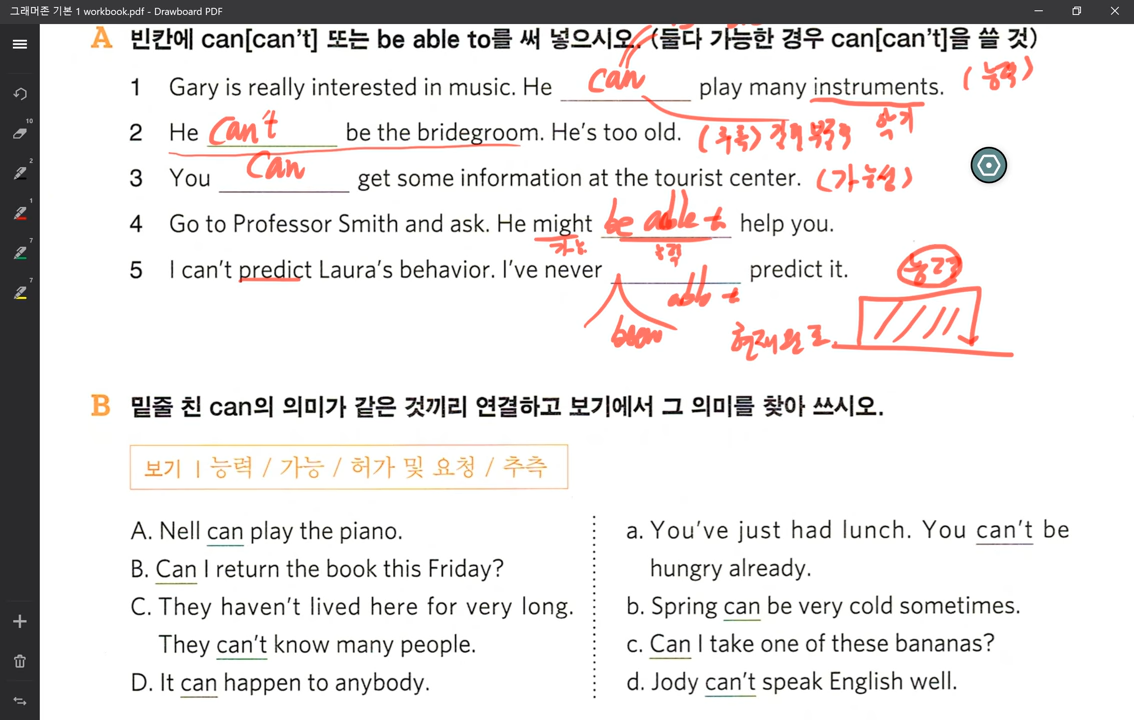 그래머존 기본 1 workbook.pdf - Drawboard PDF
A 빈칸에 can[can't] 또는 be able to를 써 넣으시오. (둘다 가능한 경우 can[can't]을 쓸 것)
1 Gary is really interested in music. He can play many instruments. (능력)
악기
2 He can't be the bridegroom. He's too old. (추측)
3 You can get some information at the tourist center. (가능성)
4 Go to Professor Smith and ask. He might be able to help you.
가능
능력
5 I can't predict Laura's behavior. I've never predict it.
been able to
능력
현재완료
10
2
1
7
7
B 밑줄 친 can의 의미가 같은 것끼리 연결하고 보기에서 그 의미를 찾아 쓰시오.
보기 | 능력 / 가능 / 허가 및 요청 / 추측
A. Nell can play the piano.
B. Can I return the book this Friday?
C. They haven't lived here for very long.
They can't know many people.
D. It can happen to anybody.
a. You've just had lunch. You can't be
hungry already.
b. Spring can be very cold sometimes.
c. Can I take one of these bananas?
d. Jody can't speak English well.